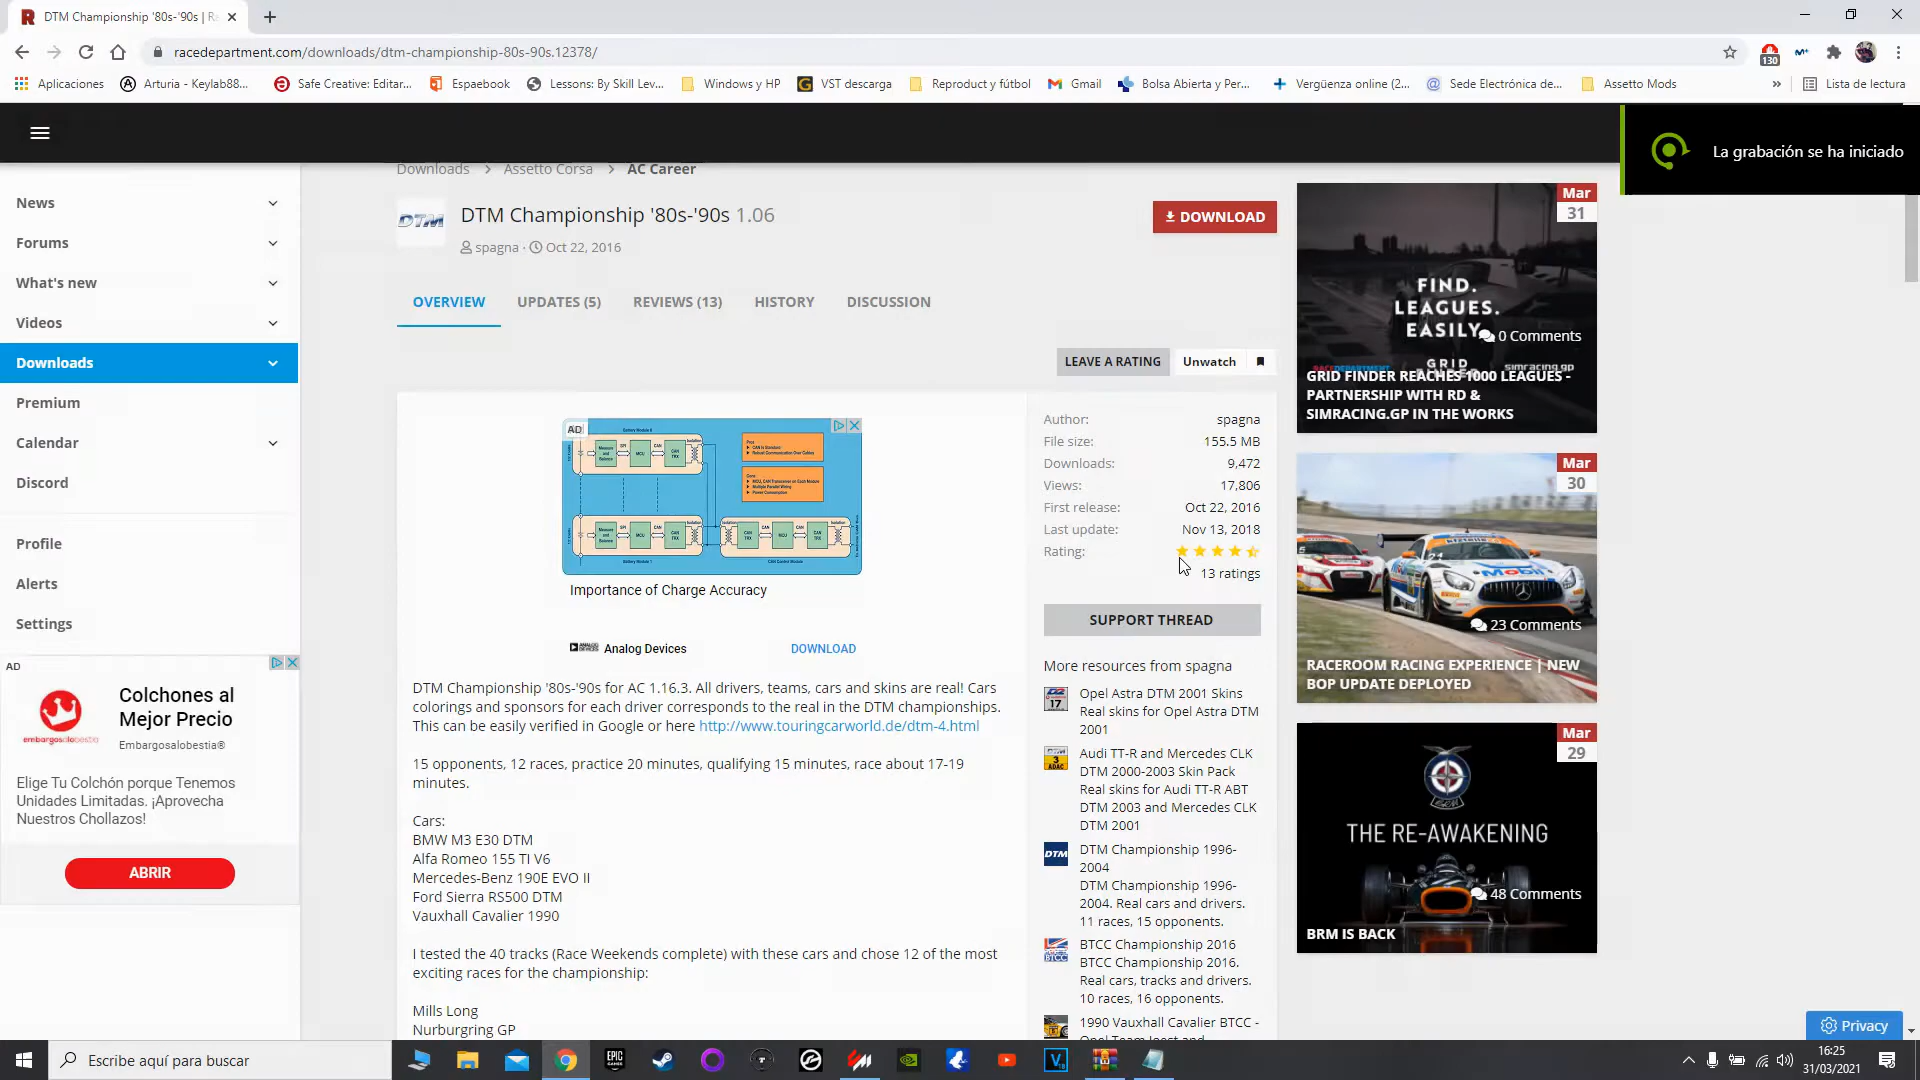 DTM Championship '80s-'90s | R
racedepartment.com/downloads/dtm-championship-80s-90s.12378/
130
Aplicaciones
Arturia - Keylab88...
Safe Creative: Editar...
Espaebook
Lessons: By Skill Lev...
Windows y HP
VST descarga
Reproduct y fútbol
Gmail
Bolsa Abierta y Per...
Vergüenza online (2...
Sede Electrónica de...
Assetto Mods
»
Lista de lectura
La grabación se ha iniciado
News
Forums
What's new
Videos
Downloads
Premium
Calendar
Discord
Profile
Alerts
Settings
AD
Colchones al
Mejor Precio
embargosalobestia
Embargosalobestia®
Elige Tu Colchón porque Tenemos
Unidades Limitadas. ¡Aprovecha
Nuestros Chollazos!
ABRIR
Downloads > Assetto Corsa > AC Career
DTM
DTM Championship '80s-'90s 1.06
spagna · Oct 22, 2016
DOWNLOAD
OVERVIEW
UPDATES (5)
REVIEWS (13)
HISTORY
DISCUSSION
LEAVE A RATING
Unwatch
AD
Importance of Charge Accuracy
Analog Devices
DOWNLOAD
DTM Championship '80s-'90s for AC 1.16.3. All drivers, teams, cars and skins are real! Cars
colorings and sponsors for each driver corresponds to the real in the DTM championships.
This can be easily verified in Google or here http://www.touringcarworld.de/dtm-4.html
15 opponents, 12 races, practice 20 minutes, qualifying 15 minutes, race about 17-19
minutes.
Cars:
BMW M3 E30 DTM
Alfa Romeo 155 TI V6
Mercedes-Benz 190E EVO II
Ford Sierra RS500 DTM
Vauxhall Cavalier 1990
I tested the 40 tracks (Race Weekends complete) with these cars and chose 12 of the most
exciting races for the championship:
Mills Long
Nurburgring GP
Author: spagna
File size: 155.5 MB
Downloads: 9,472
Views: 17,806
First release: Oct 22, 2016
Last update: Nov 13, 2018
Rating:
13 ratings
SUPPORT THREAD
More resources from spagna
Opel Astra DTM 2001 Skins
Real skins for Opel Astra DTM
2001
Audi TT-R and Mercedes CLK
DTM 2000-2003 Skin Pack
Real skins for Audi TT-R ABT
DTM 2003 and Mercedes CLK
DTM 2001
DTM
DTM Championship 1996-
2004
DTM Championship 1996-
2004. Real cars and drivers.
11 races, 15 opponents.
BTCC
BTCC Championship 2016
BTCC Championship 2016.
Real cars, tracks and drivers.
10 races, 16 opponents.
1990 Vauxhall Cavalier BTCC -
Opel Team Joest and
Mar
31
FIND.
LEAGUES.
EASILY.
0 Comments
GRID
FINDER
simracing.gp
GRID FINDER REACHES 1000 LEAGUES -
PARTNERSHIP WITH RD &
SIMRACING.GP IN THE WORKS
Mar
30
Mobil
23 Comments
RACEROOM RACING EXPERIENCE | NEW
BOP UPDATE DEPLOYED
Mar
29
BRM
THE RE-AWAKENING
48 Comments
BRM IS BACK
Privacy
Escribe aquí para buscar
EPIC
GAMES
16:25
31/03/2021